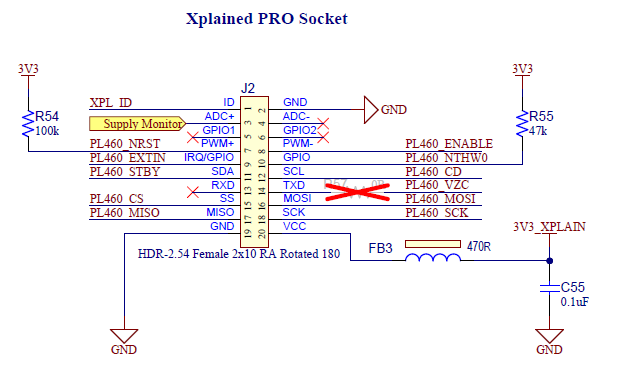 Xplained PRO Socket
3V3 J2 3V3
XPL_ID ID 1 2 GND GND
R54 ADC+ 3 4 ADC- R55
100k Supply Monitor GPIO1 5 6 GPIO2 47k
PL460_NRST PWM+ 7 8 PWM- PL460_ENABLE
PL460_EXTIN IRQ/GPIO 9 10 GPIO PL460_NTHW0
PL460_STBY SDA 11 12 SCL PL460_CD
RXD 13 14 TXD PL460_VZC
PL460_CS SS 15 16 MOSI PL460_MOSI
PL460_MISO MISO 17 18 SCK PL460_SCK
GND 19 20 VCC 3V3_XPLAIN
HDR-2.54 Female 2x10 RA Rotated 180 FB3 470R
C55
0.1uF
GND GND